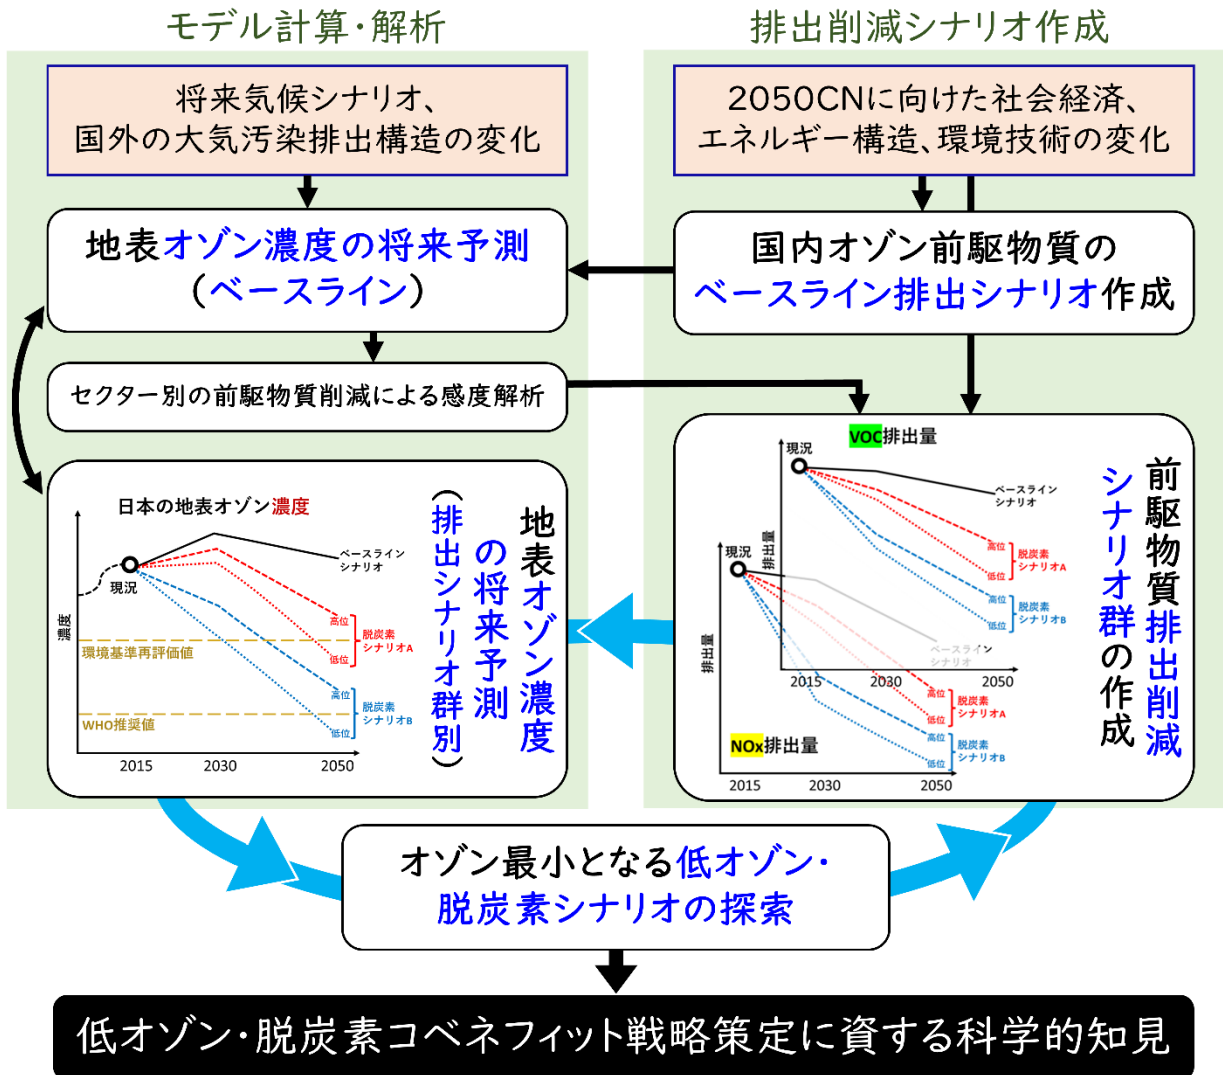 モデル計算・解析
将来気候シナリオ、
国外の大気汚染排出構造の変化
地表オゾン濃度の将来予測
(ベースライン)
セクター別の前駆物質削減による感度解析
日本の地表オゾン濃度
濃度
現況
ベースライン
シナリオ
高位
低位
脱炭素
シナリオA
環境基準再評価値
高位
低位
脱炭素
シナリオB
WHO推奨値
2015
2030
2050
地表オゾン濃度
の将来予測
(排出シナリオ群別)
排出削減シナリオ作成
2050CNに向けた社会経済、
エネルギー構造、環境技術の変化
国内オゾン前駆物質の
ベースライン排出シナリオ作成
VOC排出量
排出量
現況
ベースライン
シナリオ
高位
低位
脱炭素
シナリオA
高位
低位
脱炭素
シナリオB
2015
2030
2050
排出量
現況
ベースライン
シナリオ
高位
低位
脱炭素
シナリオA
高位
低位
脱炭素
シナリオB
NOx排出量
2015
2030
2050
前駆物質排出削減
シナリオ群の作成
オゾン最小となる低オゾン・
脱炭素シナリオの探索
低オゾン・脱炭素コベネフィット戦略策定に資する科学的知見